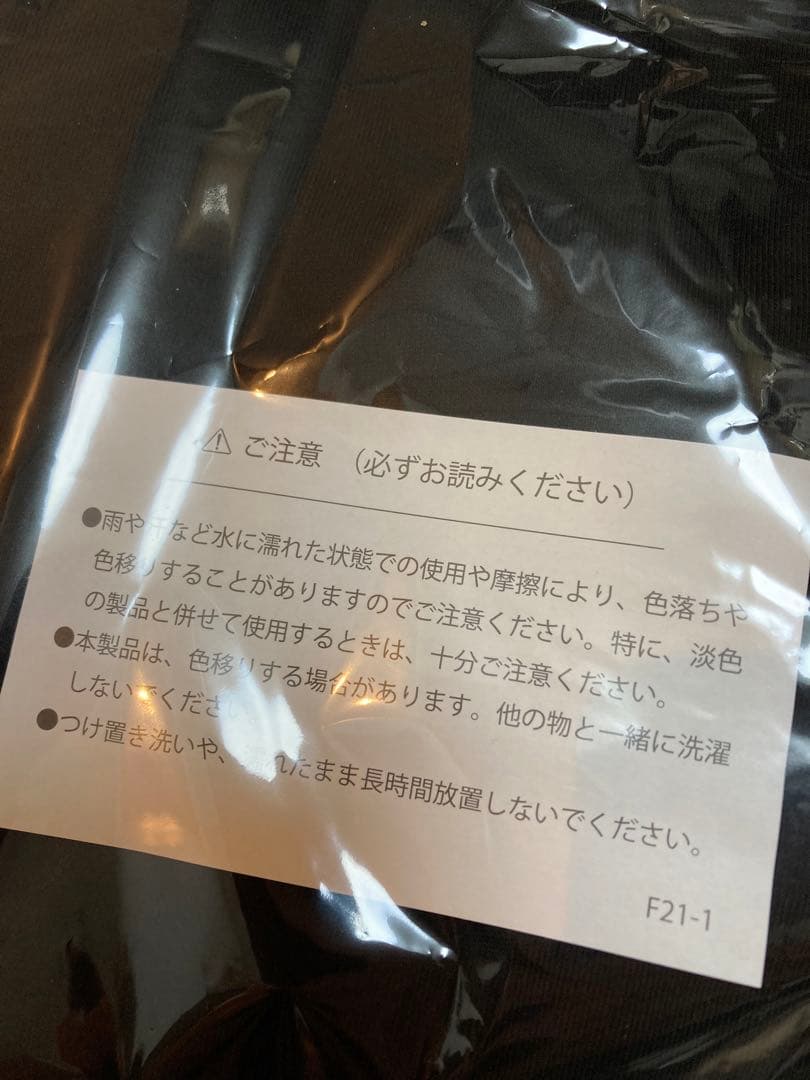 ⚠ ご注意 (必ずお読みください)
●雨や汗など水に濡れた状態での使用や摩擦により、色落ちや
色移りすることがありますのでご注意ください。特に、淡色
の製品と併せて使用するときは、十分ご注意ください。
●本製品は、色移りする場合があります。他の物と一緒に洗濯
しないでください。
●つけ置き洗いや、れたまま長時間放置しないでください。
F21-1